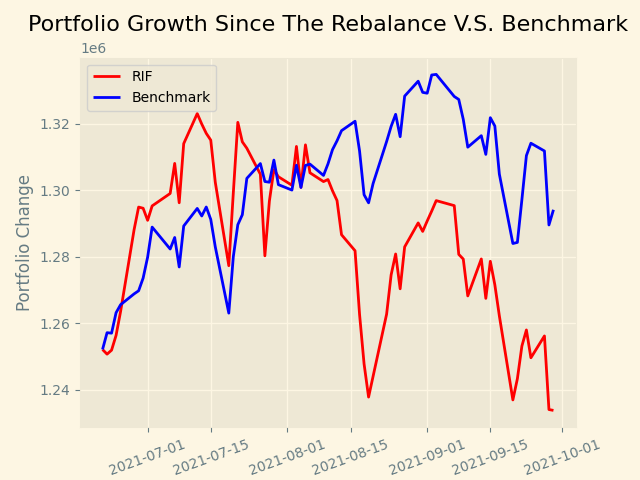 Portfolio Growth Since The Rebalance V.S. Benchmark
1e6
RIF
Benchmark
Portfolio Change
1.32
1.30
1.28
1.26
1.24
2021-07-01
2021-07-15
2021-08-01
2021-08-15
2021-09-01
2021-09-15
2021-10-01